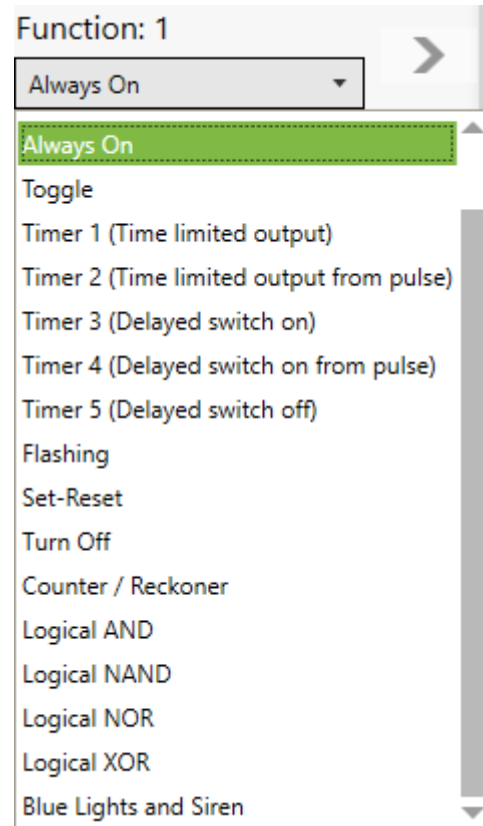 Function: 1
Always On
Always On
Toggle
Timer 1 (Time limited output)
Timer 2 (Time limited output from pulse)
Timer 3 (Delayed switch on)
Timer 4 (Delayed switch on from pulse)
Timer 5 (Delayed switch off)
Flashing
Set-Reset
Turn Off
Counter / Reckoner
Logical AND
Logical NAND
Logical NOR
Logical XOR
Blue Lights and Siren